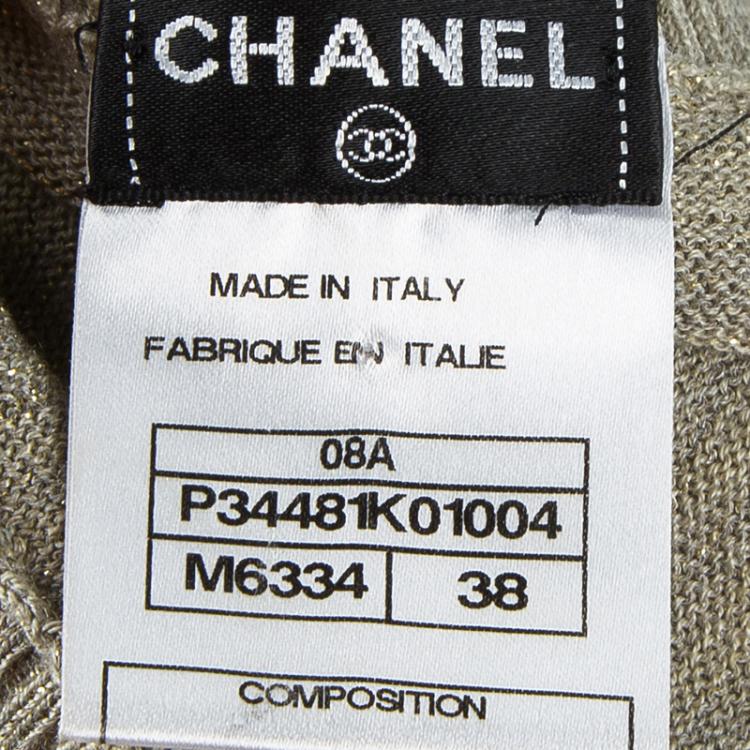 CHANEL
MADE IN ITALY
FABRIQUE EN ITALIE
08A
P34481K01004
M6334 38
COMPOSITION